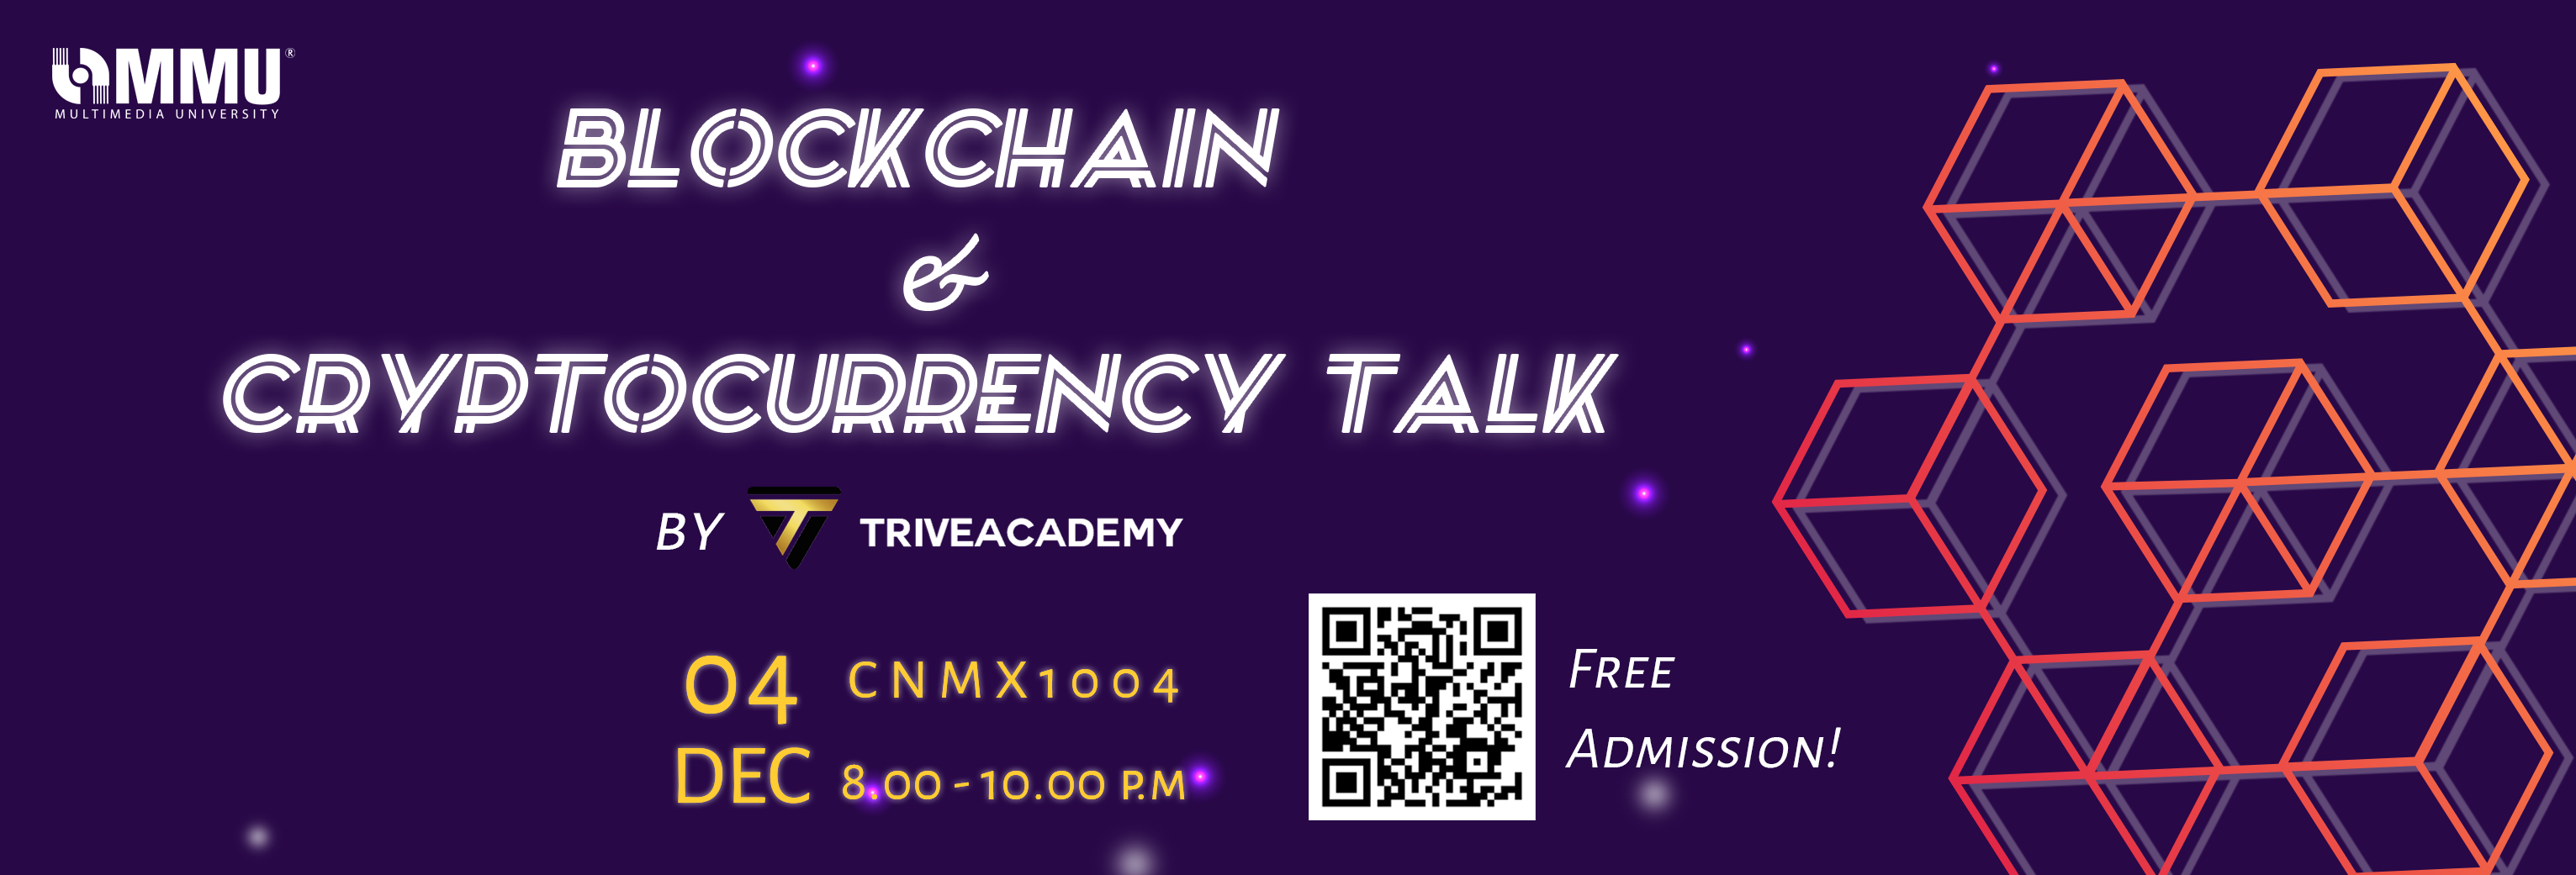 MMU®
MULTIMEDIA UNIVERSITY
BLOCKCHAIN
&
CRYPTOCURRENCY TALK
BY TRIVEACADEMY
04
DEC
CNMX1004
8.00-10.00 P.M
FREE
ADMISSION!